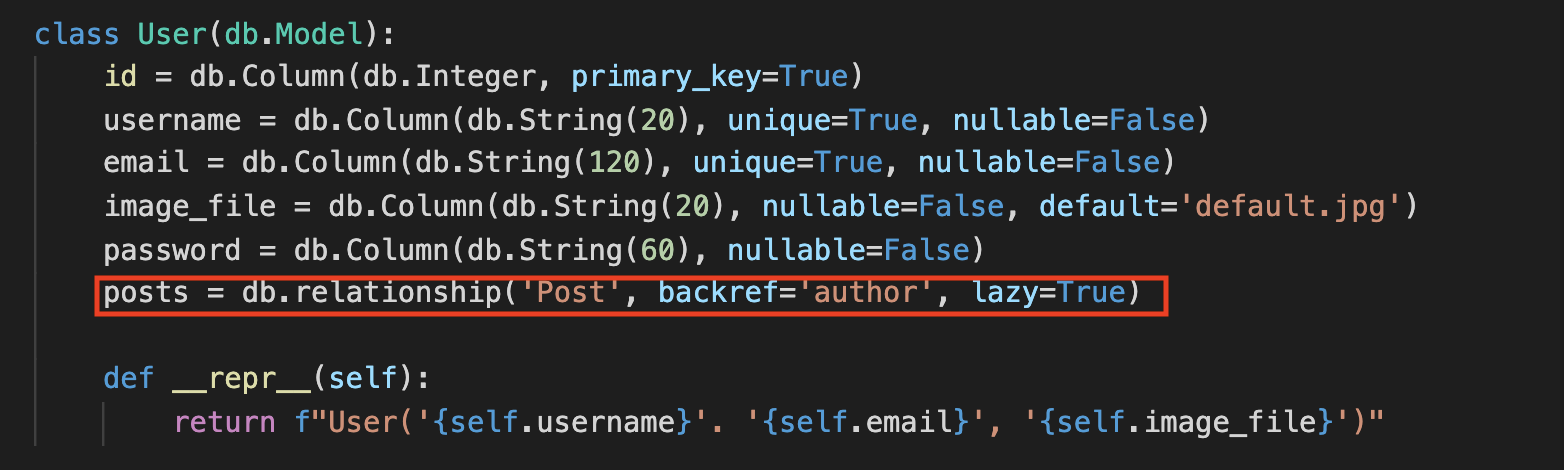 class User(db.Model):
    id = db.Column(db.Integer, primary_key=True)
    username = db.Column(db.String(20), unique=True, nullable=False)
    email = db.Column(db.String(120), unique=True, nullable=False)
    image_file = db.Column(db.String(20), nullable=False, default='default.jpg')
    password = db.Column(db.String(60), nullable=False)
    posts = db.relationship('Post', backref='author', lazy=True)
    def __repr__(self):
        return f"User('{self.username}'. '{self.email}', '{self.image_file}')"